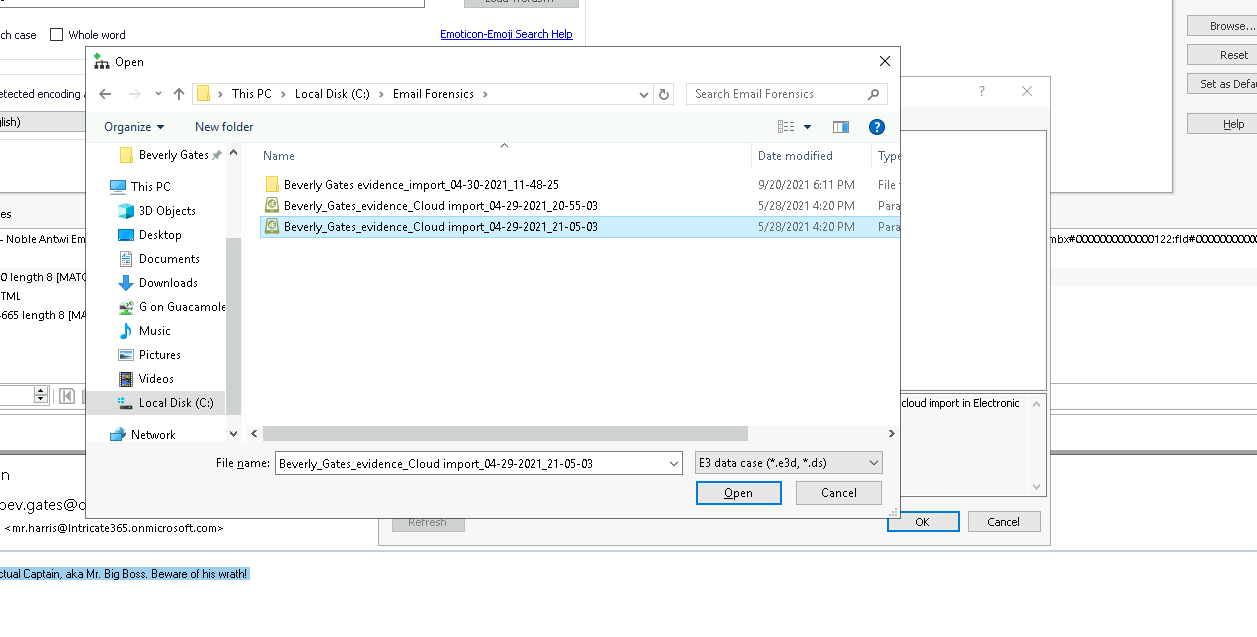 ch case Whole word
Emoticon-Emoji Search Help
Browse...
Reset
Set as Defau
Help
etected encoding
lish)
Open
This PC > Local Disk (C:) > Email Forensics >
Search Email Forensics
Organize New folder
Name Date modified Type
Beverly Gates
This PC
3D Objects
Desktop
Documents
Downloads
G on Guacamole
Music
Pictures
Videos
Local Disk (C:)
Network
Beverly Gates evidence_import_04-30-2021_11-48-25 9/20/2021 6:11 PM File
Beverly_Gates_evidence_Cloud import_04-29-2021_20-55-03 5/28/2021 4:20 PM Para
Beverly_Gates_evidence_Cloud import_04-29-2021_21-05-03 5/28/2021 4:20 PM Para
File name: Beverly_Gates_evidence_Cloud import_04-29-2021_21-05-03 E3 data case (*.e3d, *.ds)
Open Cancel
es
- Noble Antwi Em
0 length 8 [MATC
TML
665 length 8 [MA
mbx#0000000000000122:fld#000000000
cloud import in Electronic
Refresh OK Cancel
n
bev.gates@o
<mr.harris@Intricate365.onmicrosoft.com>
ctual Captain, aka Mr. Big Boss. Beware of his wrath!